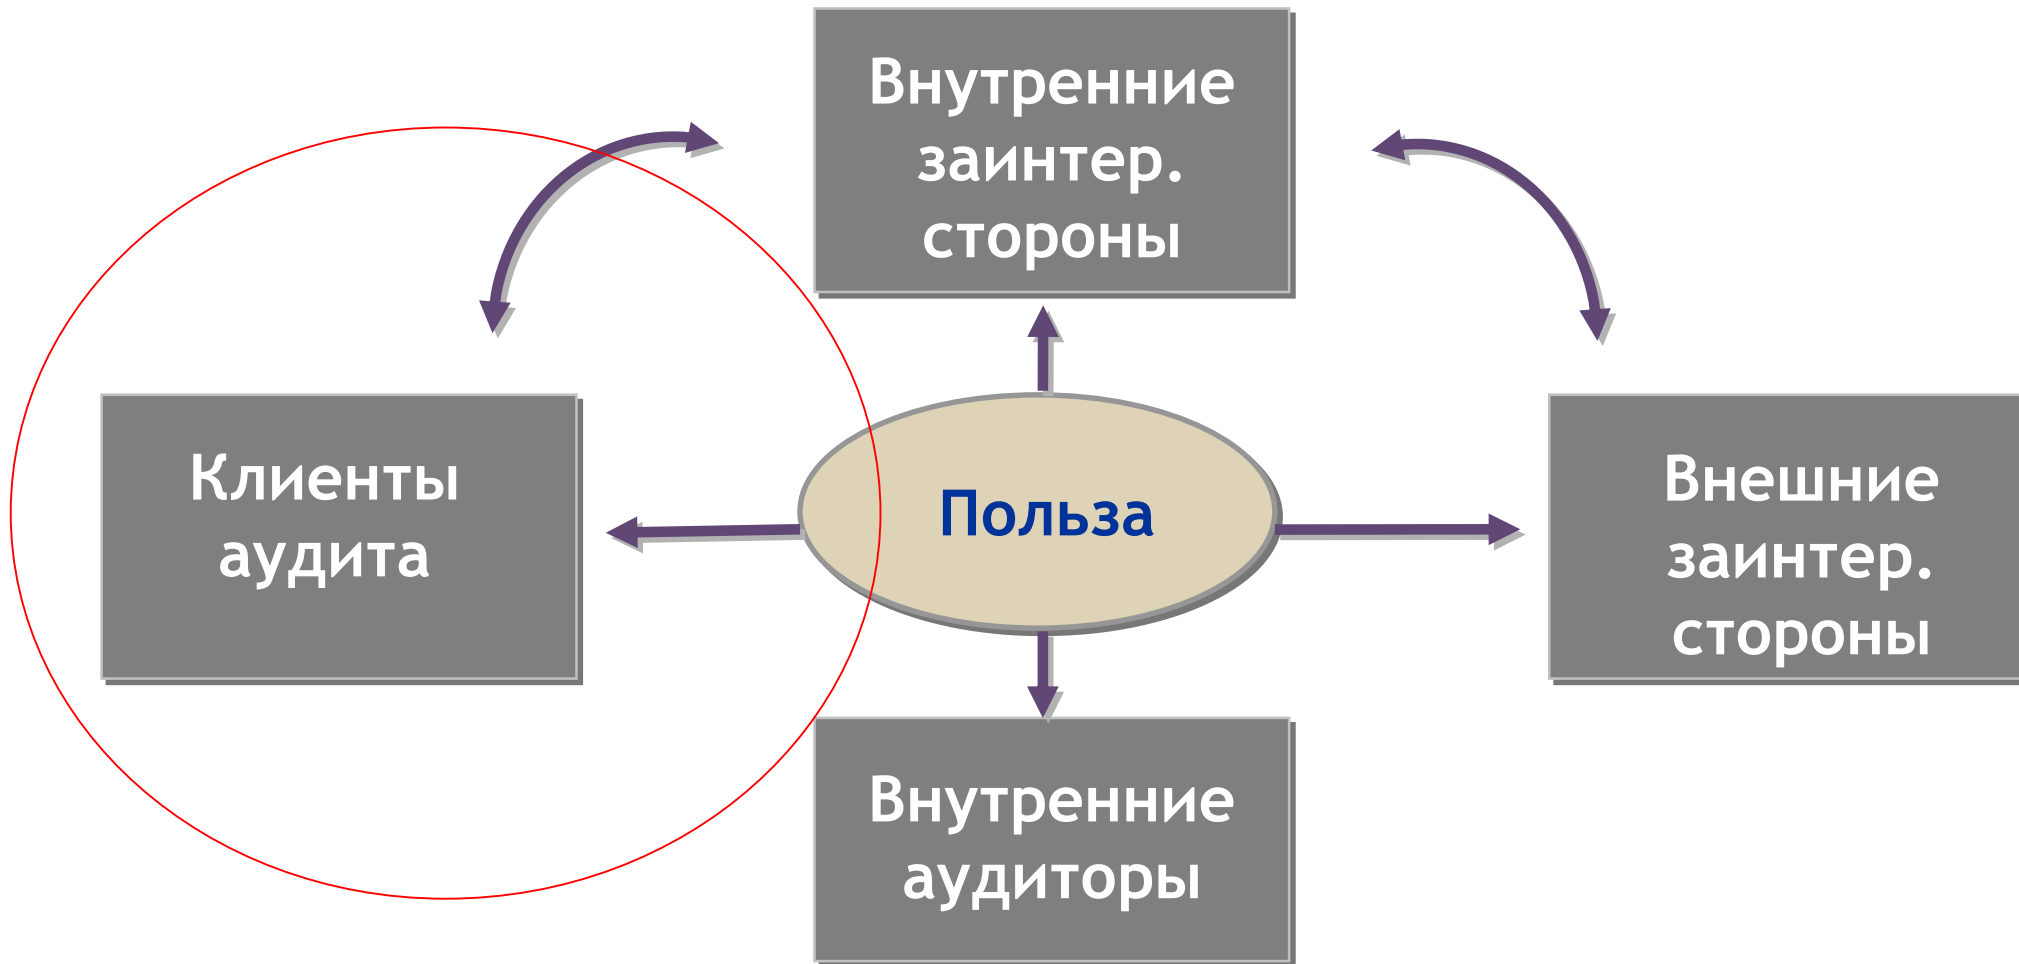 Внутренние
заинтер.
стороны
Клиенты
аудита
Польза
Внешние
заинтер.
стороны
Внутренние
аудиторы